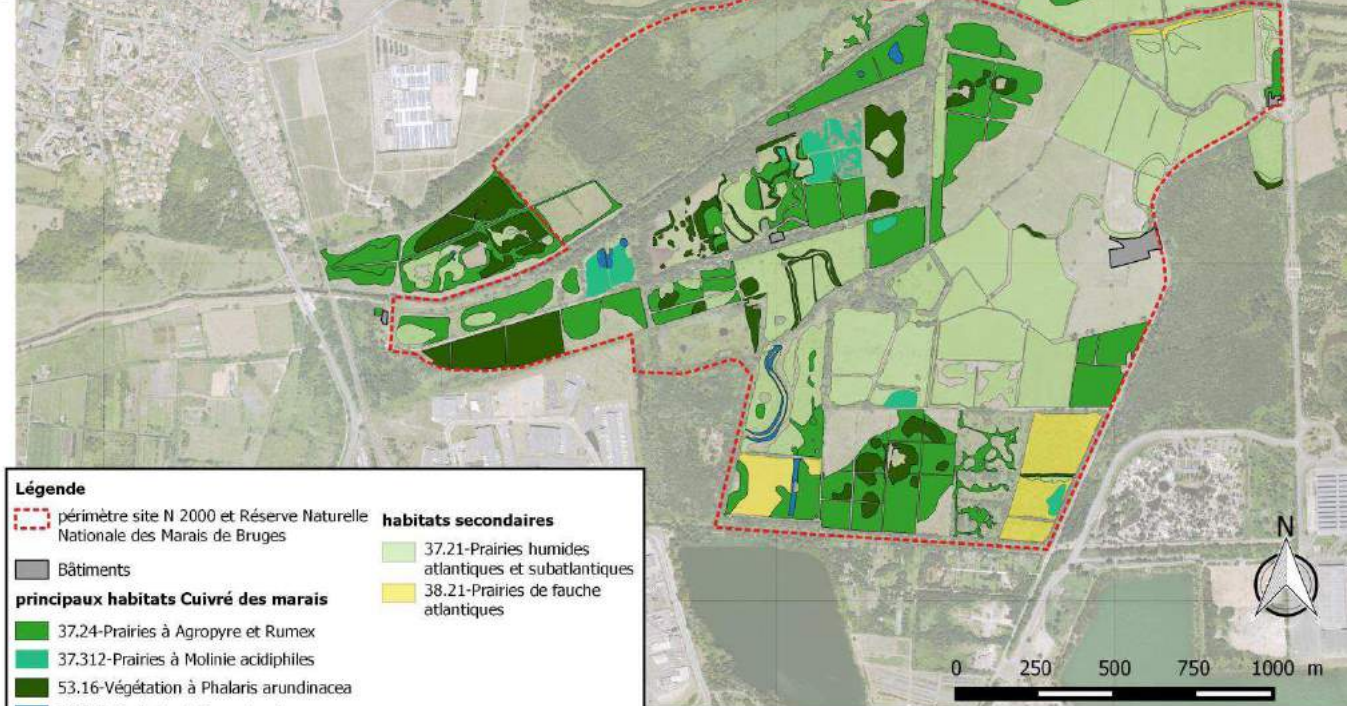 Légende
périmètre site N 2000 et Réserve Naturelle
Nationale des Marais de Bruges
Bâtiments
principaux habitats Cuivré des marais
37.24-Prairies à Agropyre et Rumex
37.312-Prairies à Molinie acidiphiles
53.16-Végétation à Phalaris arundinacea
habitats secondaires
37.21-Prairies humides
atlantiques et subatlantiques
38.21-Prairies de fauche
atlantiques
N
0 250 500 750 1000 m